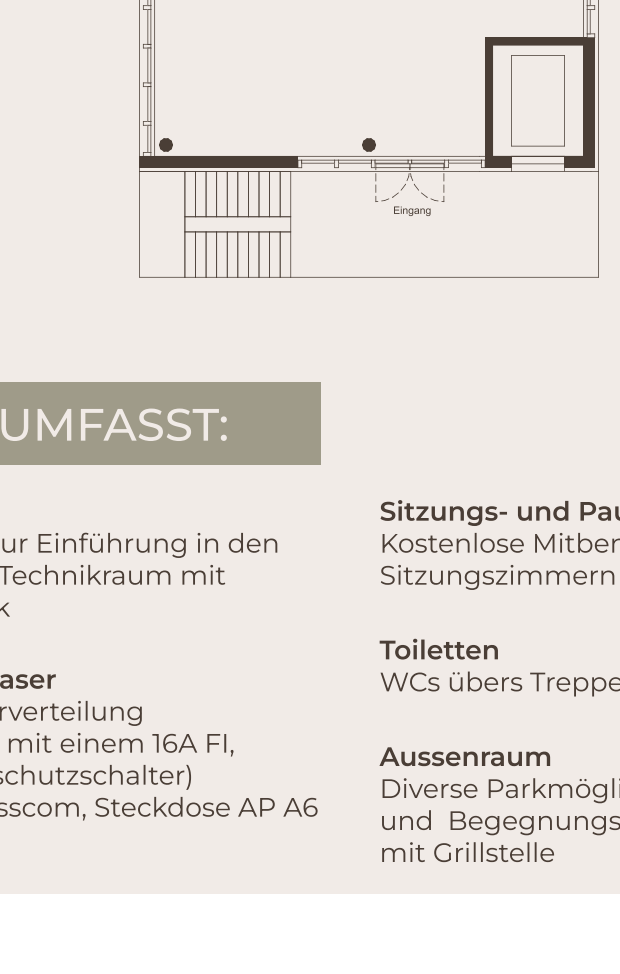 Eingang
UMFASST:
ur Einführung in den
Technikraum mit
k
aser
rverteilung
mit einem 16A FI,
schutzschalter)
sscom, Steckdose AP A6
Sitzungs- und Pau
Kostenlose Mitben
Sitzungszimmern
Toiletten
WCs übers Treppe
Aussenraum
Diverse Parkmögli
und Begegnungs
mit Grillstelle